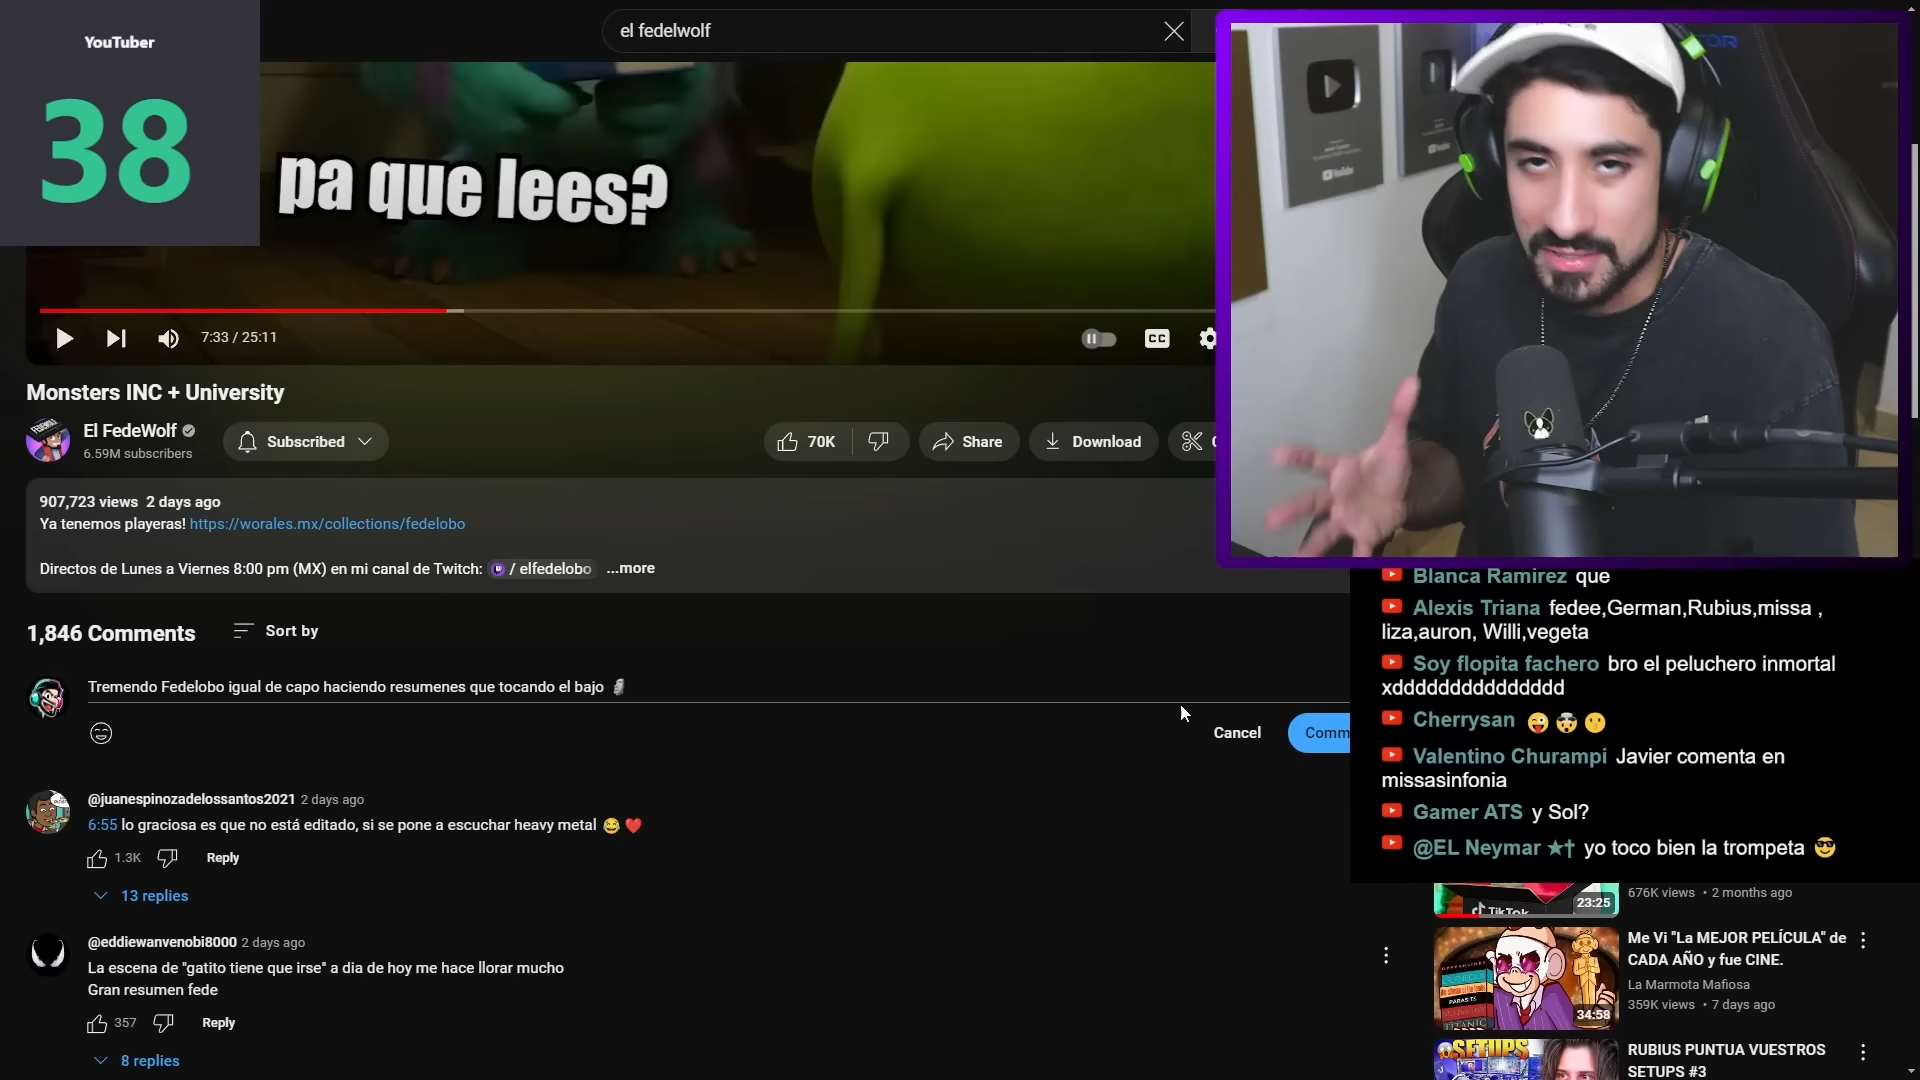 YouTuber
38
el fedelwolf
pa que lees?
7:33 / 25:11
CC
Monsters INC + University
El FedeWolf
6.59M subscribers
Subscribed
70K
Share
Download
907,723 views 2 days ago
Ya tenemos playeras! https://worales.mx/collections/fedelobo
Directos de Lunes a Viernes 8:00 pm (MX) en mi canal de Twitch: / elfedelobo ...more
1,846 Comments
Sort by
Tremendo Fedelobo igual de capo haciendo resumenes que tocando el bajo 🗿
Cancel
Comm
@juanespinozadelossantos2021 2 days ago
6:55 lo graciosa es que no está editado, si se pone a escuchar heavy metal 😂 ❤️
1.3K
Reply
13 replies
@eddiewanvenobi8000 2 days ago
La escena de "gatito tiene que irse" a dia de hoy me hace llorar mucho
Gran resumen fede
357
Reply
8 replies
YouTube
Blanca Ramirez que
Alexis Triana fedee,German,Rubius,missa ,
liza,auron, Willi,vegeta
Soy flopita fachero bro el peluchero inmortal
xdddddddddddddddd
Cherrysan 😜 🤯 😶
Valentino Churampi Javier comenta en
missasinfonia
Gamer ATS y Sol?
@EL Neymar ★† yo toco bien la trompeta 😎
TikTok
23:25
676K views • 2 months ago
PARASITE
TITANIC
34:58
Me Vi "La MEJOR PELÍCULA" de
CADA AÑO y fue CINE.
La Marmota Mafiosa
359K views • 7 days ago
SETUPS
RUBIUS PUNTUA VUESTROS
SETUPS #3